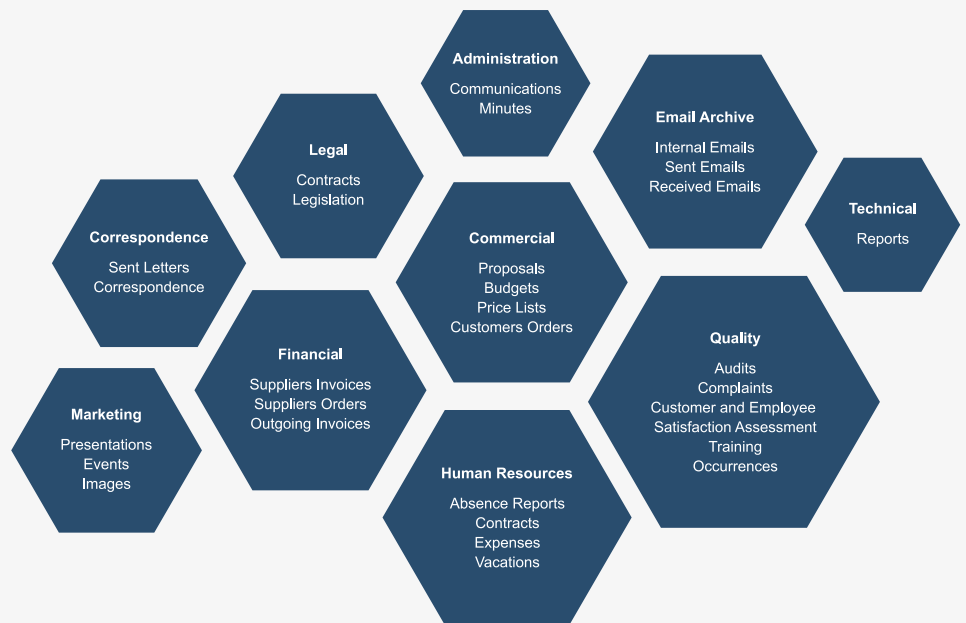 Administration
Communications
Minutes
Email Archive
Internal Emails
Sent Emails
Received Emails
Legal
Contracts
Legislation
Technical
Reports
Correspondence
Sent Letters
Correspondence
Commercial
Proposals
Budgets
Price Lists
Customers Orders
Financial
Suppliers Invoices
Suppliers Orders
Outgoing Invoices
Quality
Audits
Complaints
Customer and Employee
Satisfaction Assessment
Training
Occurrences
Marketing
Presentations
Events
Images
Human Resources
Absence Reports
Contracts
Expenses
Vacations